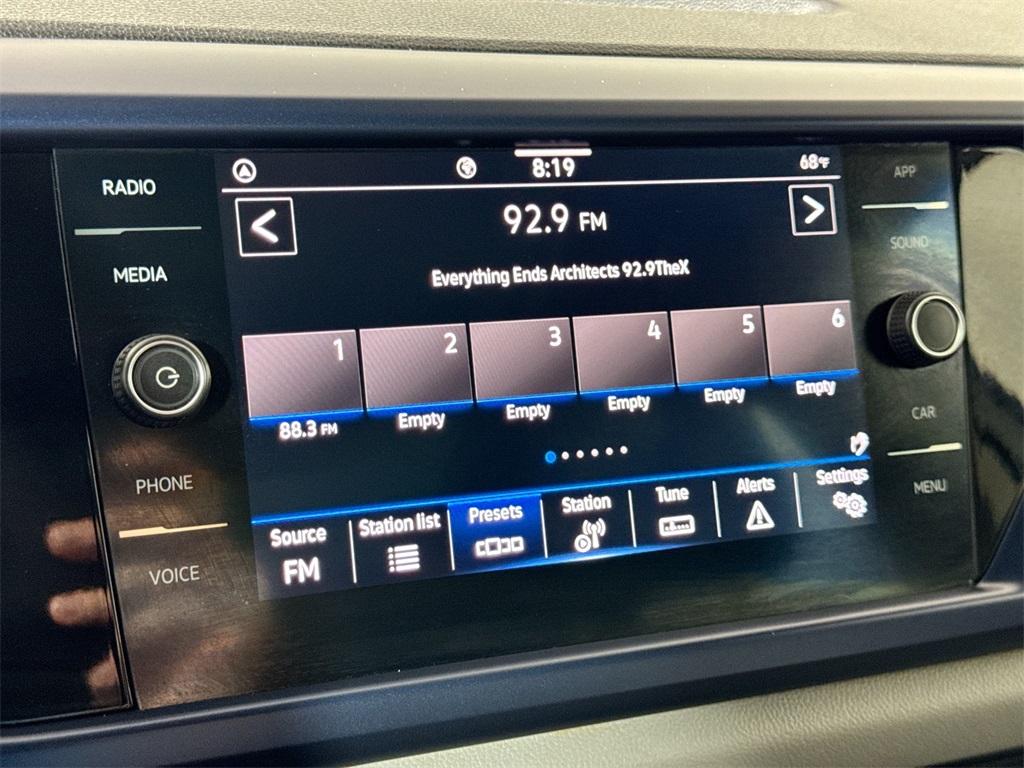 RADIO
MEDIA
PHONE
VOICE
8:19
68°F
92.9 FM
Everything Ends Architects 92.9TheX
1 2 3 4 5 6
88.3 FM Empty Empty Empty Empty Empty
Source Station list Presets Station Tune Alerts Settings
FM
APP
SOUND
CAR
MENU